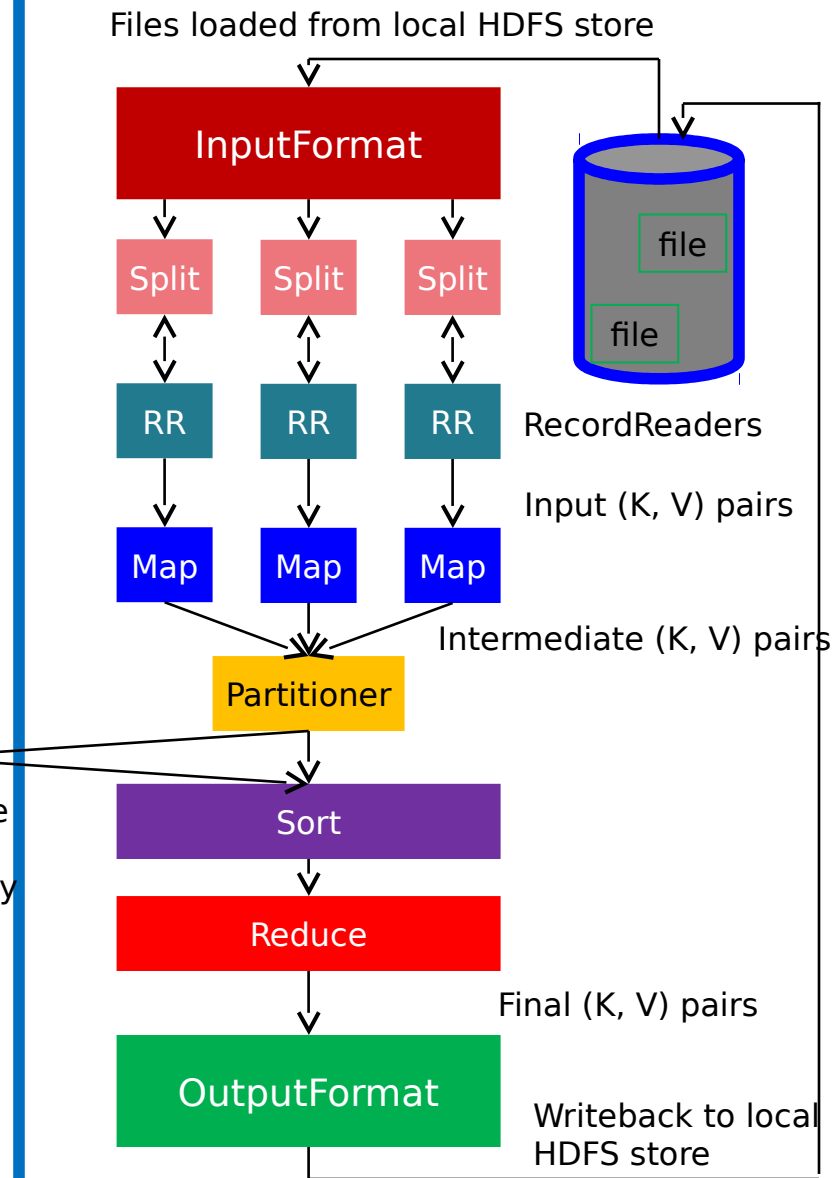 Files loaded from local HDFS store
InputFormat
file
Split Split Split
file
RR RR RR
RecordReaders
Input (K, V) pairs
Map Map Map
Intermediate (K, V) pairs
Partitioner
Sort
Reduce
Final (K, V) pairs
OutputFormat
Writeback to local
HDFS store